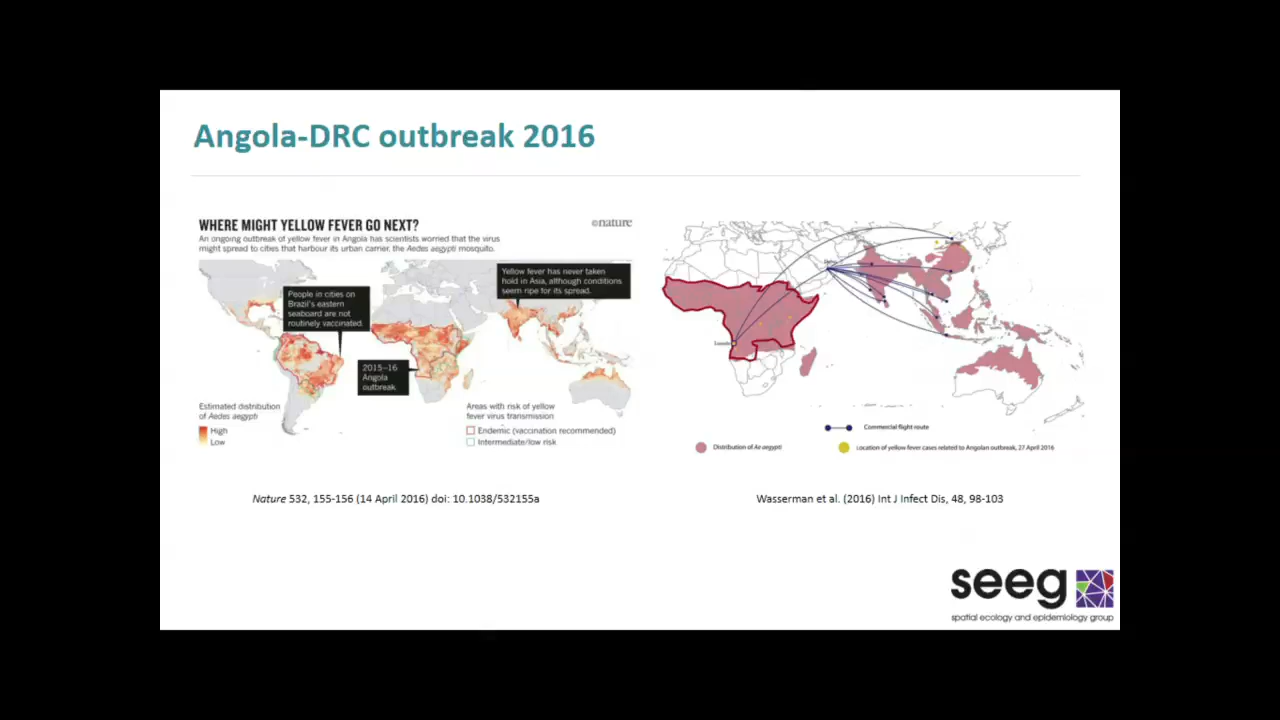 Angola-DRC outbreak 2016
WHERE MIGHT YELLOW FEVER GO NEXT?
©nature
An ongoing outbreak of yellow fever in Angola has scientists worried that the virus
might spread to cities that harbour its urban carrier, the Aedes aegypti mosquito.
Yellow fever has never taken
hold in Asia, although conditions
seem ripe for its spread.
People in cities on
Brazil's eastern
seaboard are not
routinely vaccinated.
2015–16
Angola
outbreak
Estimated distribution
of Aedes aegypti
High
Low
Areas with risk of yellow
fever virus transmission
Endemic (vaccination recommended)
Intermediate/low risk
Luanda
Commercial flight route
Distribution of Ae aegypti
Location of yellow fever cases related to Angolan outbreak, 27 April 2016
Nature 532, 155-156 (14 April 2016) doi: 10.1038/532155a
Wasserman et al. (2016) Int J Infect Dis, 48, 98-103
seeg
spatial ecology and epidemiology group